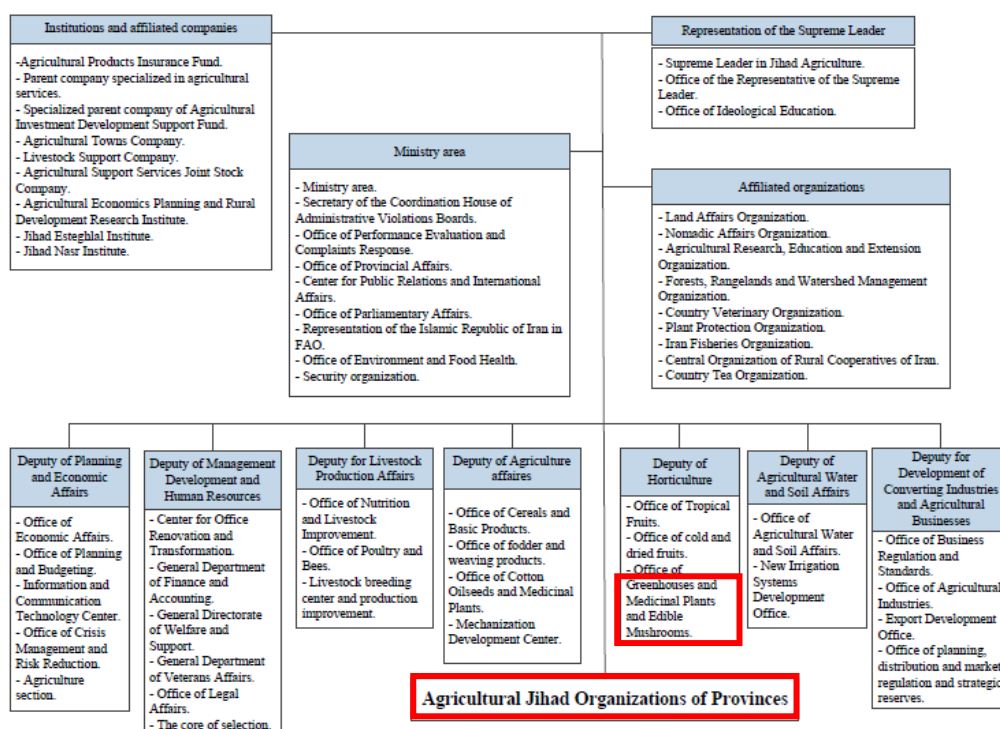 Institutions and affiliated companies
-Agricultural Products Insurance Fund.
- Parent company specialized in agricultural
services.
- Specialized parent company of Agricultural
Investment Development Support Fund.
- Agricultural Towns Company.
- Livestock Support Company.
- Agricultural Support Services Joint Stock
Company.
- Agricultural Economics Planning and Rural
Development Research Institute.
- Jihad Esteghlal Institute.
- Jihad Nasr Institute.
Representation of the Supreme Leader
- Supreme Leader in Jihad Agriculture.
- Office of the Representative of the Supreme
Leader.
- Office of Ideological Education.
Ministry area
- Ministry area.
- Secretary of the Coordination House of
Administrative Violations Boards.
- Office of Performance Evaluation and
Complaints Response.
- Office of Provincial Affairs.
- Center for Public Relations and International
Affairs.
- Office of Parliamentary Affairs.
- Representation of the Islamic Republic of Iran in
FAO.
- Office of Environment and Food Health.
- Security organization.
Affiliated organizations
- Land Affairs Organization.
- Nomadic Affairs Organization.
- Agricultural Research, Education and Extension
Organization.
- Forests, Rangelands and Watershed Management
Organization.
- Country Veterinary Organization.
- Plant Protection Organization.
- Iran Fisheries Organization.
- Central Organization of Rural Cooperatives of Iran.
- Country Tea Organization.
Deputy of Planning
and Economic
Affairs
- Office of
Economic Affairs.
- Office of Planning
and Budgeting.
- Information and
Communication
Technology Center.
- Office of Crisis
Management and
Risk Reduction.
- Agriculture
section.
Deputy of Management
Development and
Human Resources
- Center for Office
Renovation and
Transformation.
- General Department
of Finance and
Accounting.
- General Directorate
of Welfare and
Support.
- General Department
of Veterans Affairs.
- Office of Legal
Affairs.
- The core of selection.
Deputy for Livestock
Production Affairs
- Office of Nutrition
and Livestock
Improvement.
- Office of Poultry and
Bees.
- Livestock breeding
center and production
improvement.
Deputy of Agriculture
affaires
- Office of Cereals and
Basic Products.
- Office of fodder and
weaving products.
- Office of Cotton
Oilseeds and Medicinal
Plants.
- Mechanization
Development Center.
Deputy of
Horticulture
- Office of Tropical
Fruits.
- Office of cold and
dried fruits.
- Office of
Greenhouses and
Medicinal Plants
and Edible
Mushrooms.
Deputy of
Agricultural Water
and Soil Affairs
- Office of
Agricultural Water
and Soil Affairs.
- New Irrigation
Systems
Development
Office.
Deputy for
Development of
Converting Industries
and Agricultural
Businesses
- Office of Business
Regulation and
Standards.
- Office of Agricultural
Industries.
- Export Development
Office.
- Office of planning,
distribution and market
regulation and strategic
reserves.
Agricultural Jihad Organizations of Provinces